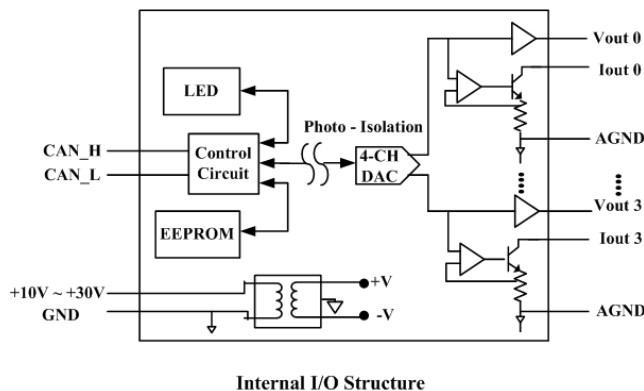 Vout 0
Iout 0
LED
Photo - Isolation
CAN_H
CAN_L
Control
Circuit
4-CH
DAC
AGND
Vout 3
EEPROM
Iout 3
+10V ~ +30V
GND
+V
-V
AGND
Internal I/O Structure